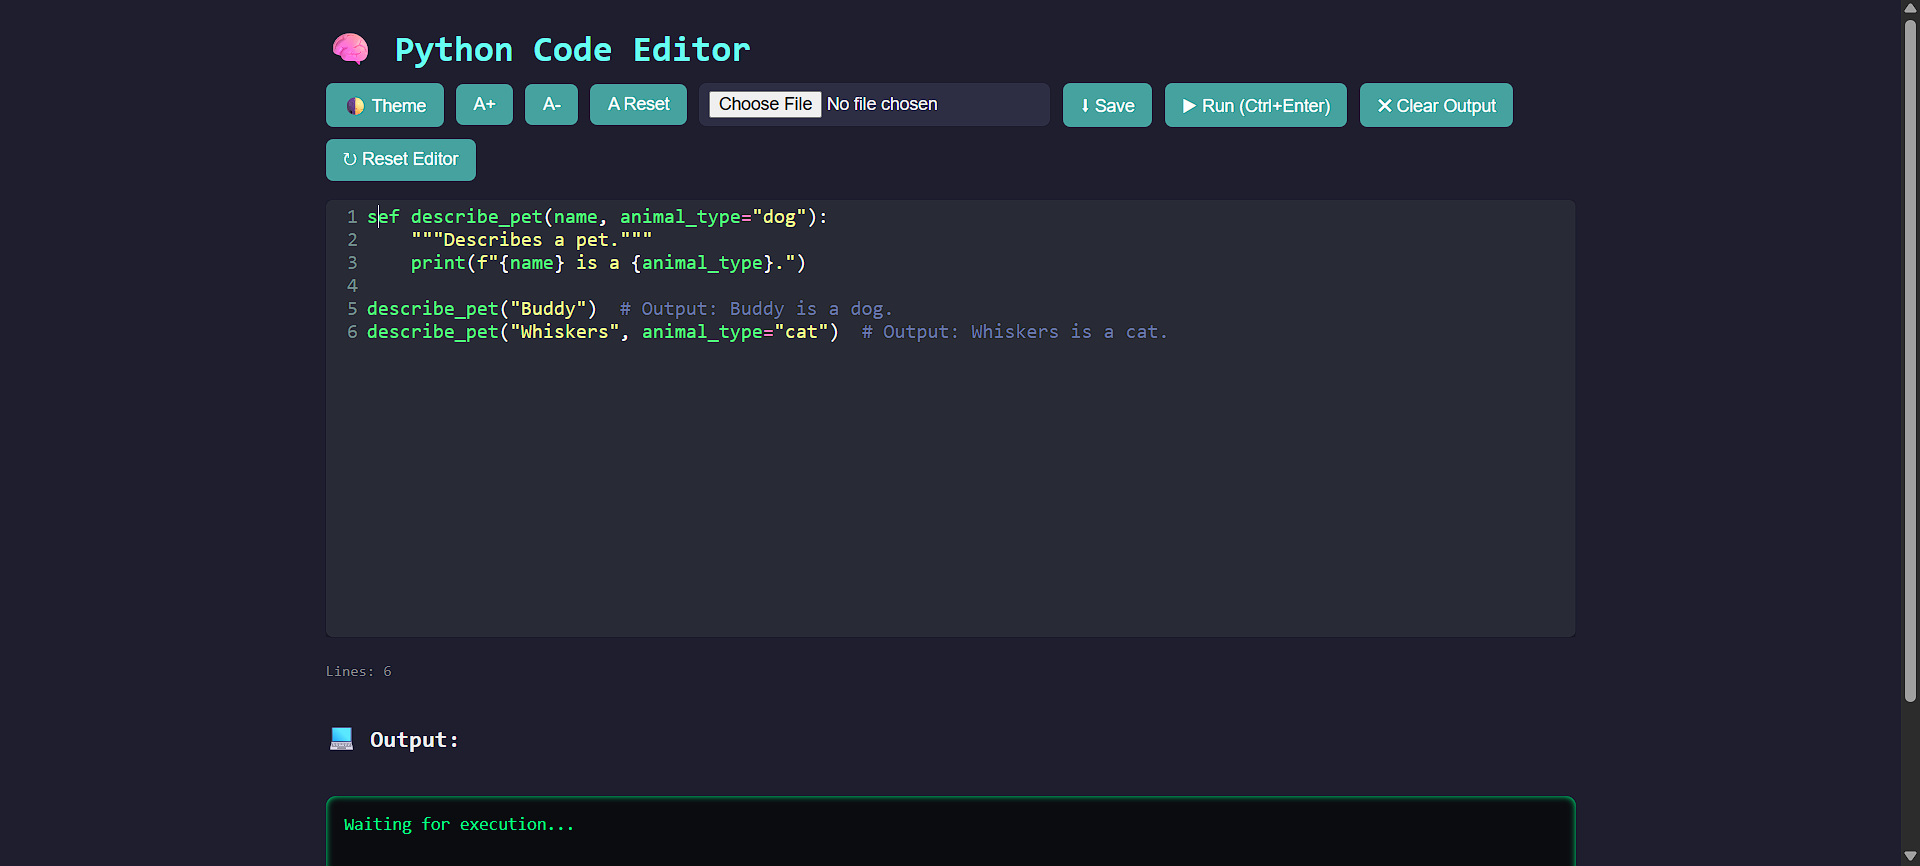 Python Code Editor
Theme A+ A- A Reset Choose File No file chosen ⬇ Save ▶ Run (Ctrl+Enter) ✕ Clear Output
↻ Reset Editor
1 sef describe_pet(name, animal_type="dog"):
2     """Describes a pet."""
3     print(f"{name} is a {animal_type}.")
4
5 describe_pet("Buddy")  # Output: Buddy is a dog.
6 describe_pet("Whiskers", animal_type="cat")  # Output: Whiskers is a cat.
Lines: 6
Output:
Waiting for execution...